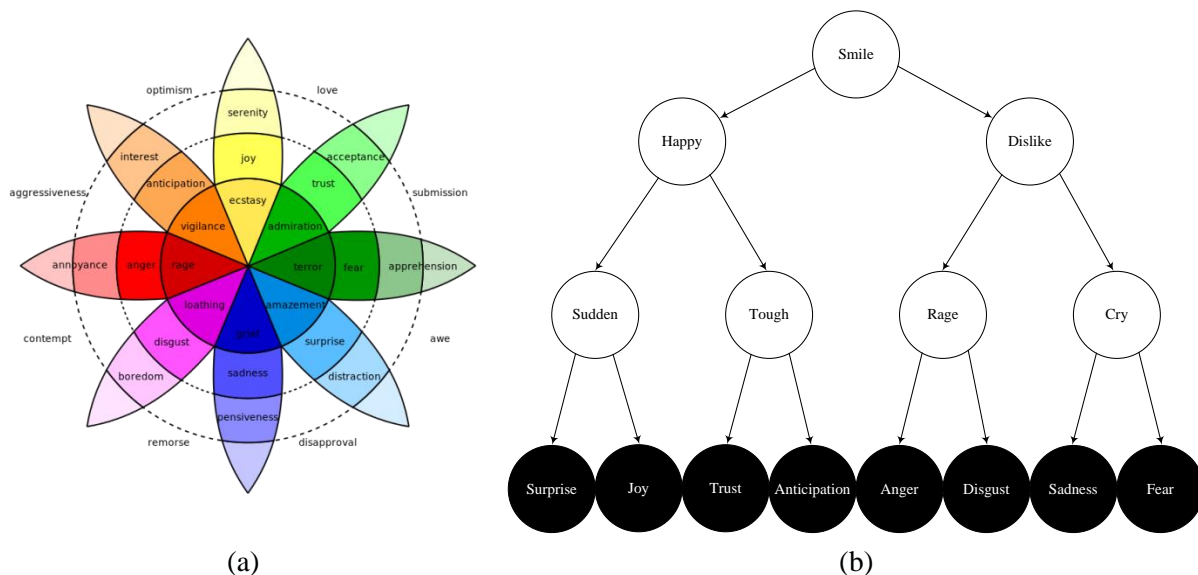 optimism
love
serenity
interest
joy
acceptance
anticipation
trust
aggressiveness
submission
ecstasy
vigilance
admiration
annoyance
anger
rage
terror
fear
apprehension
loathing
amazement
grief
contempt
disgust
surprise
awe
boredom
sadness
distraction
pensiveness
remorse
disapproval
(a)
Smile
Happy
Dislike
Sudden
Tough
Rage
Cry
Surprise
Joy
Trust
Anticipation
Anger
Disgust
Sadness
Fear
(b)